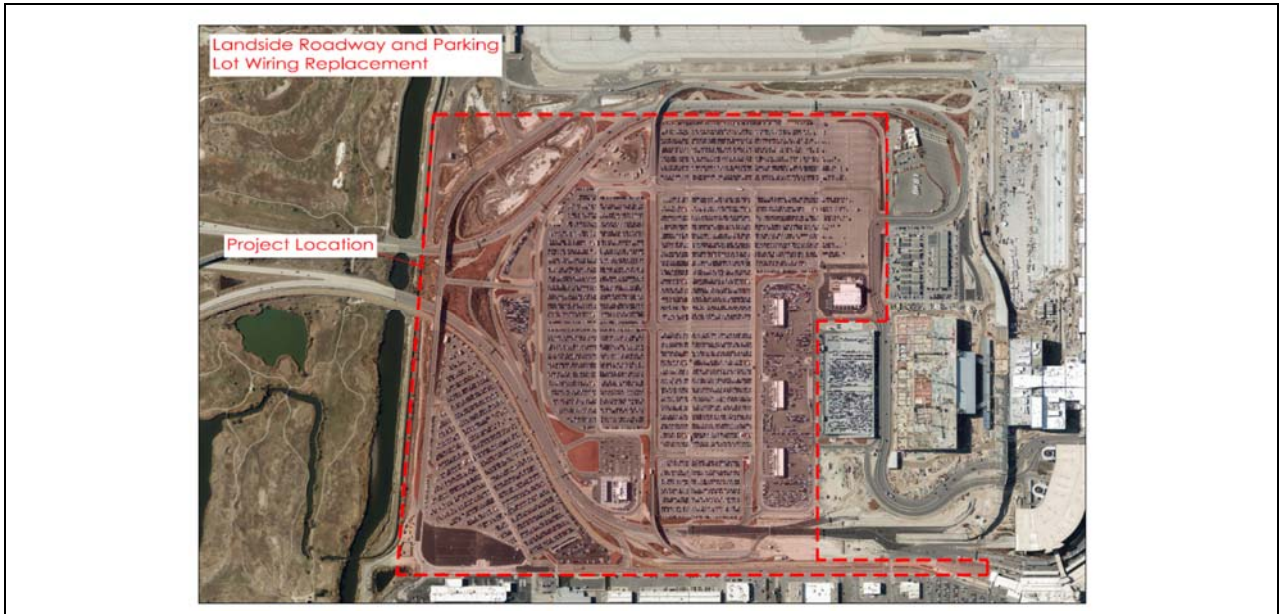 Landside Roadway and Parking
Lot Wiring Replacement
Project Location